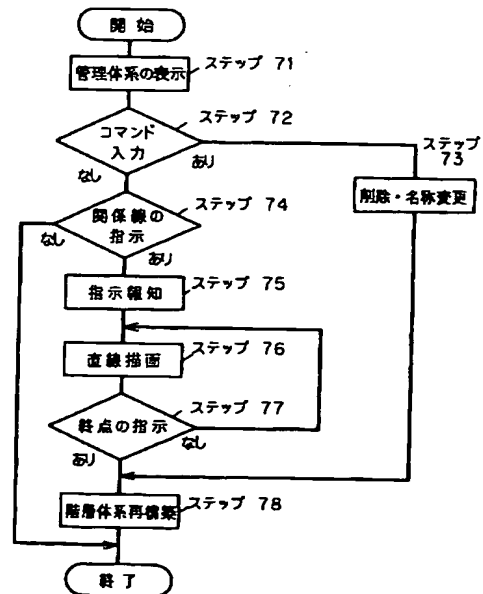 開始
管理体系の表示
ステップ 71
コマンド
入力
ステップ 72
なし
あり
ステップ
73
削除・名称変更
関係線の
指示
ステップ 74
なし
あり
指示報知
ステップ 75
直線描画
ステップ 76
終点の指示
ステップ 77
あり
なし
階層体系再構築
ステップ 78
終了